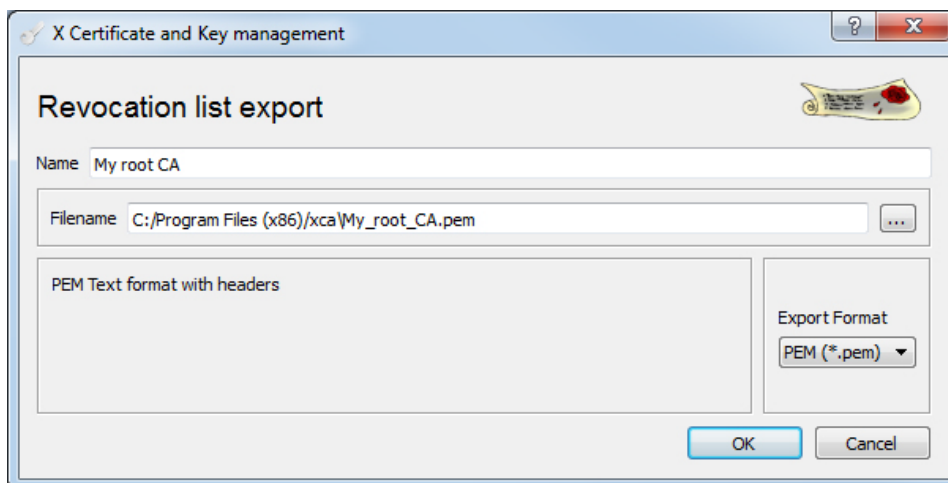 X Certificate and Key management
Revocation list export
Name My root CA
Filename C:/Program Files (x86)/xca\My_root_CA.pem ...
PEM Text format with headers
Export Format
PEM (*.pem)
OK Cancel